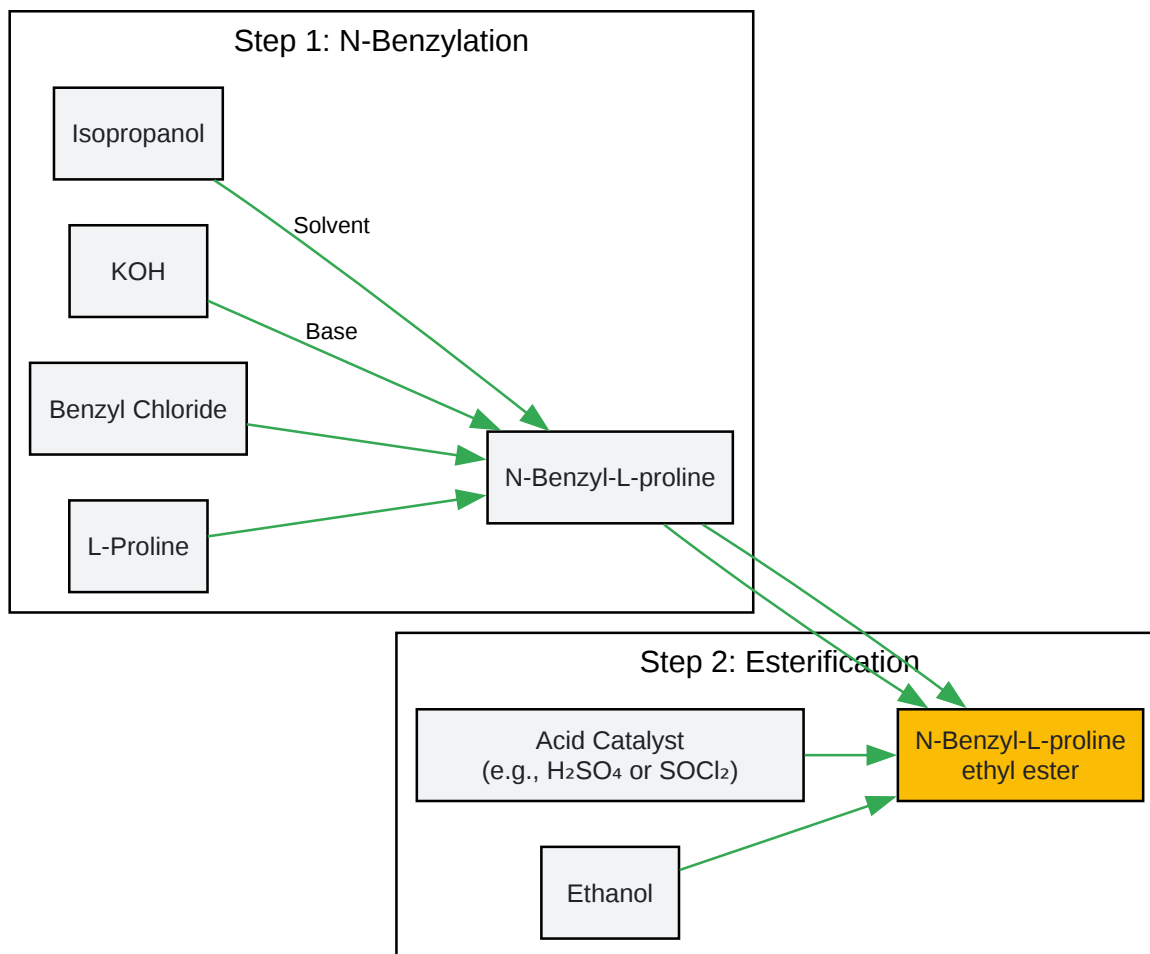 Step 1: N-Benzylation
Isopropanol
Solvent
KOH
Base
Benzyl Chloride
N-Benzyl-L-proline
L-Proline
Step 2: Esterification
Acid Catalyst
(e.g., H₂SO₄ or SOCl₂)
N-Benzyl-L-proline
ethyl ester
Ethanol